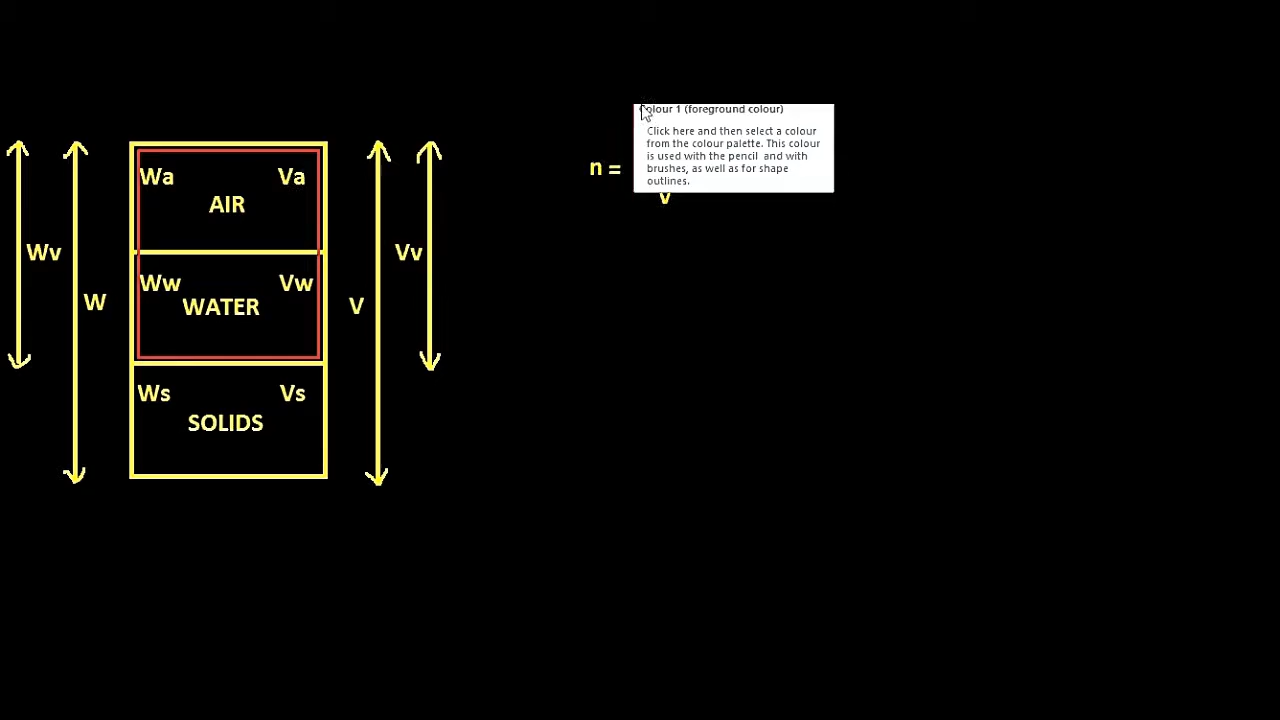 Colour 1 (foreground colour)
Click here and then select a colour
from the colour palette. This colour
is used with the pencil and with
brushes, as well as for shape
outlines.
n =
v
Wa Va
AIR
Wv
Vv
Ww Vw
WATER
W
V
Ws Vs
SOLIDS